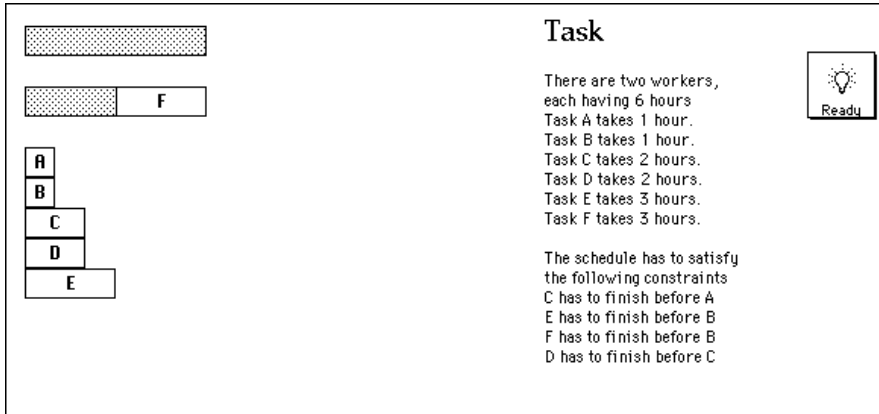 Task
There are two workers,
each having 6 hours
Task A takes 1 hour.
Task B takes 1 hour.
Task C takes 2 hours.
Task D takes 2 hours.
Task E takes 3 hours.
Task F takes 3 hours.
The schedule has to satisfy
the following constraints
C has to finish before A
E has to finish before B
F has to finish before B
D has to finish before C
Ready
F
A
B
C
D
E